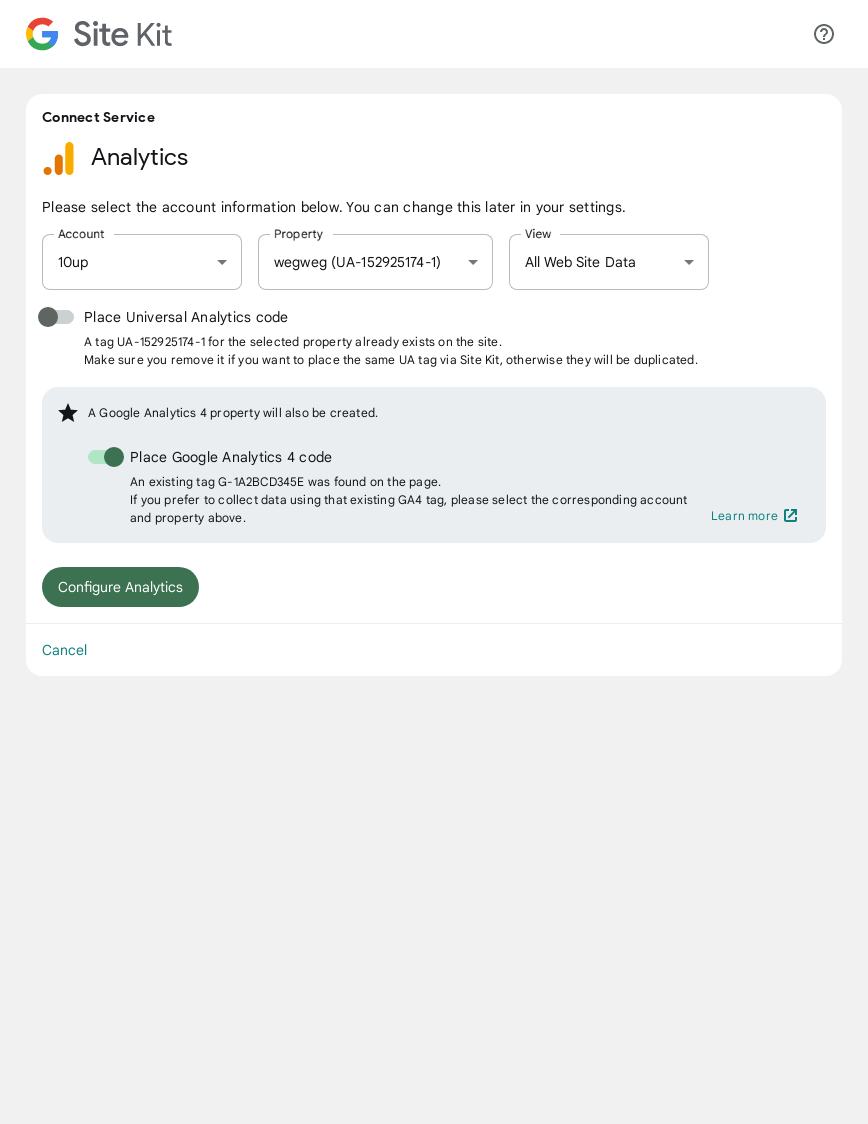 Site Kit
Connect Service
Analytics
Please select the account information below. You can change this later in your settings.
Account
10up
Property
wegweg (UA-152925174-1)
View
All Web Site Data
Place Universal Analytics code
A tag UA-152925174-1 for the selected property already exists on the site.
Make sure you remove it if you want to place the same UA tag via Site Kit, otherwise they will be duplicated.
A Google Analytics 4 property will also be created.
Place Google Analytics 4 code
An existing tag G-1A2BCD345E was found on the page.
If you prefer to collect data using that existing GA4 tag, please select the corresponding account
and property above.
Learn more
Configure Analytics
Cancel